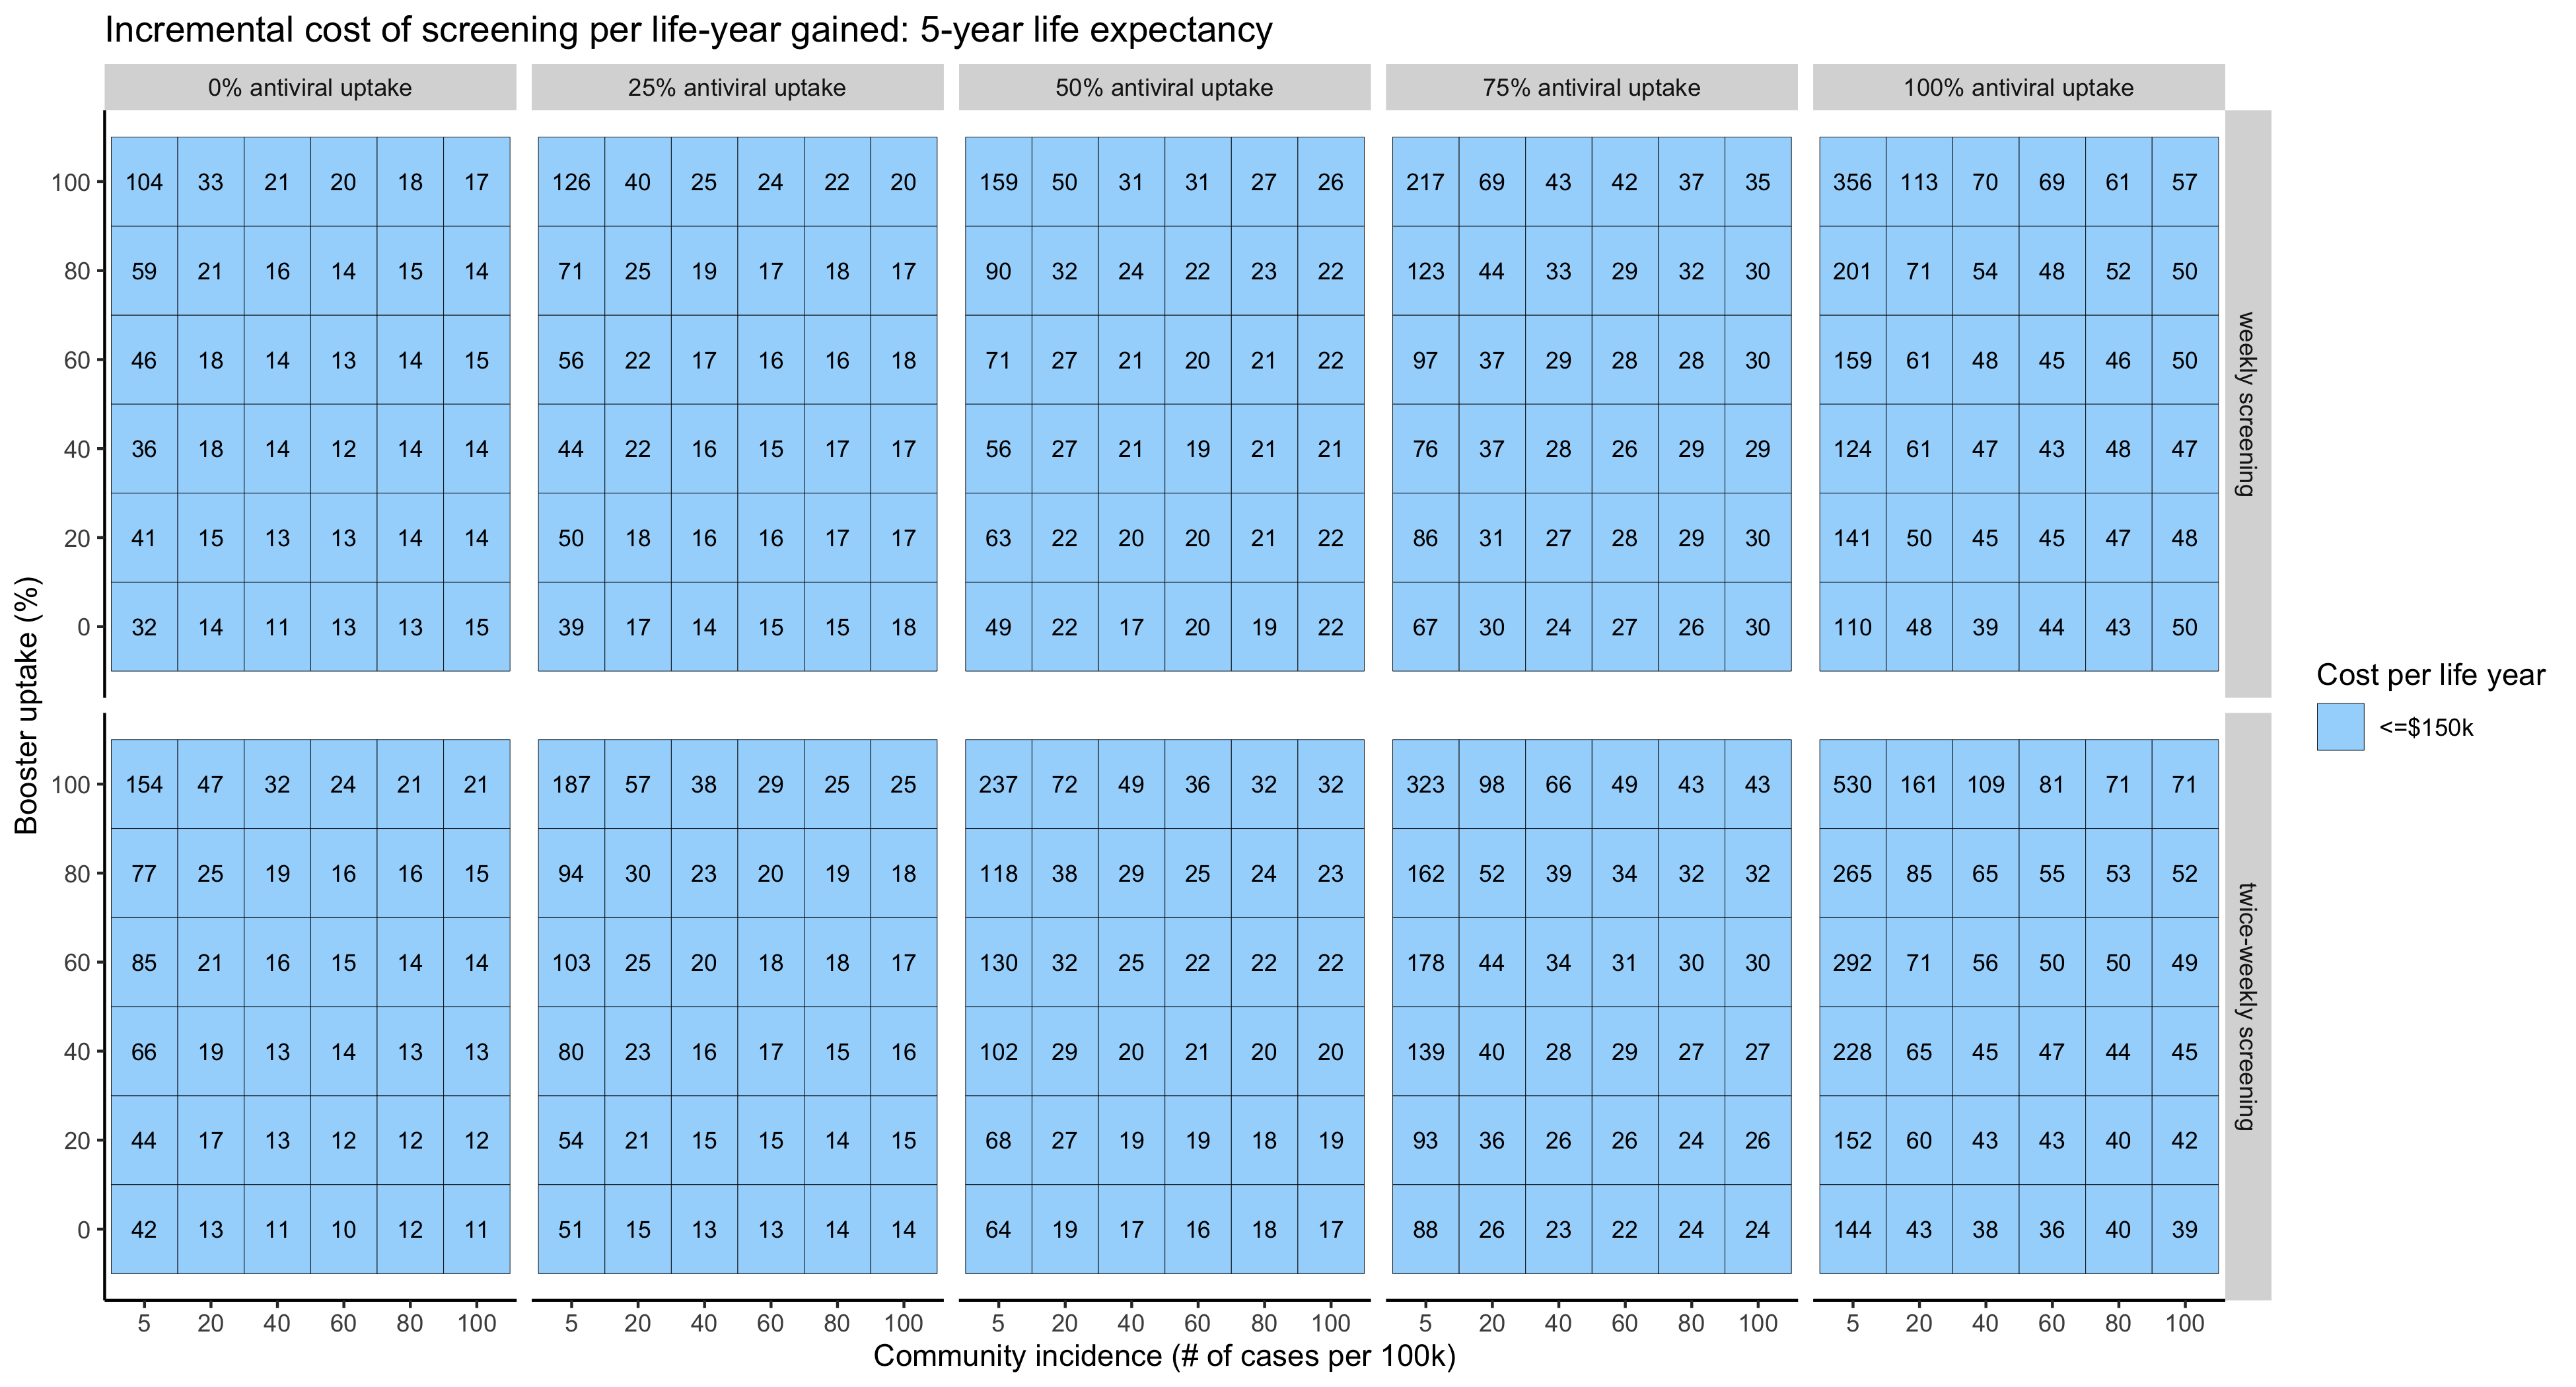 Incremental cost of screening per life-year gained: 5-year life expectancy
0% antiviral uptake 25% antiviral uptake 50% antiviral uptake 75% antiviral uptake 100% antiviral uptake
100 104 33 21 20 18 17 126 40 25 24 22 20 159 50 31 31 27 26 217 69 43 42 37 35 356 113 70 69 61 57
80 59 21 16 14 15 14 71 25 19 17 18 17 90 32 24 22 23 22 123 44 33 29 32 30 201 71 54 48 52 50
60 46 18 14 13 14 15 56 22 17 16 16 18 71 27 21 20 21 22 97 37 29 28 28 30 159 61 48 45 46 50
40 36 18 14 12 14 14 44 22 16 15 17 17 56 27 21 19 21 21 76 37 28 26 29 29 124 61 47 43 48 47
20 41 15 13 13 14 14 50 18 16 16 17 17 63 22 20 20 21 22 86 31 27 28 29 30 141 50 45 45 47 48
0 32 14 11 13 13 15 39 17 14 15 15 18 49 22 17 20 19 22 67 30 24 27 26 30 110 48 39 44 43 50
weekly screening
Booster uptake (%)
100 154 47 32 24 21 21 187 57 38 29 25 25 237 72 49 36 32 32 323 98 66 49 43 43 530 161 109 81 71 71
80 77 25 19 16 16 15 94 30 23 20 19 18 118 38 29 25 24 23 162 52 39 34 32 32 265 85 65 55 53 52
60 85 21 16 15 14 14 103 25 20 18 18 17 130 32 25 22 22 22 178 44 34 31 30 30 292 71 56 50 50 49
40 66 19 13 14 13 13 80 23 16 17 15 16 102 29 20 21 20 20 139 40 28 29 27 27 228 65 45 47 44 45
20 44 17 13 12 12 12 54 21 15 15 14 15 68 27 19 19 18 19 93 36 26 26 24 26 152 60 43 43 40 42
0 42 13 11 10 12 11 51 15 13 13 14 14 64 19 17 16 18 17 88 26 23 22 24 24 144 43 38 36 40 39
twice-weekly screening
5 20 40 60 80 100 5 20 40 60 80 100 5 20 40 60 80 100 5 20 40 60 80 100 5 20 40 60 80 100
Community incidence (# of cases per 100k)
Cost per life year
<=$150k